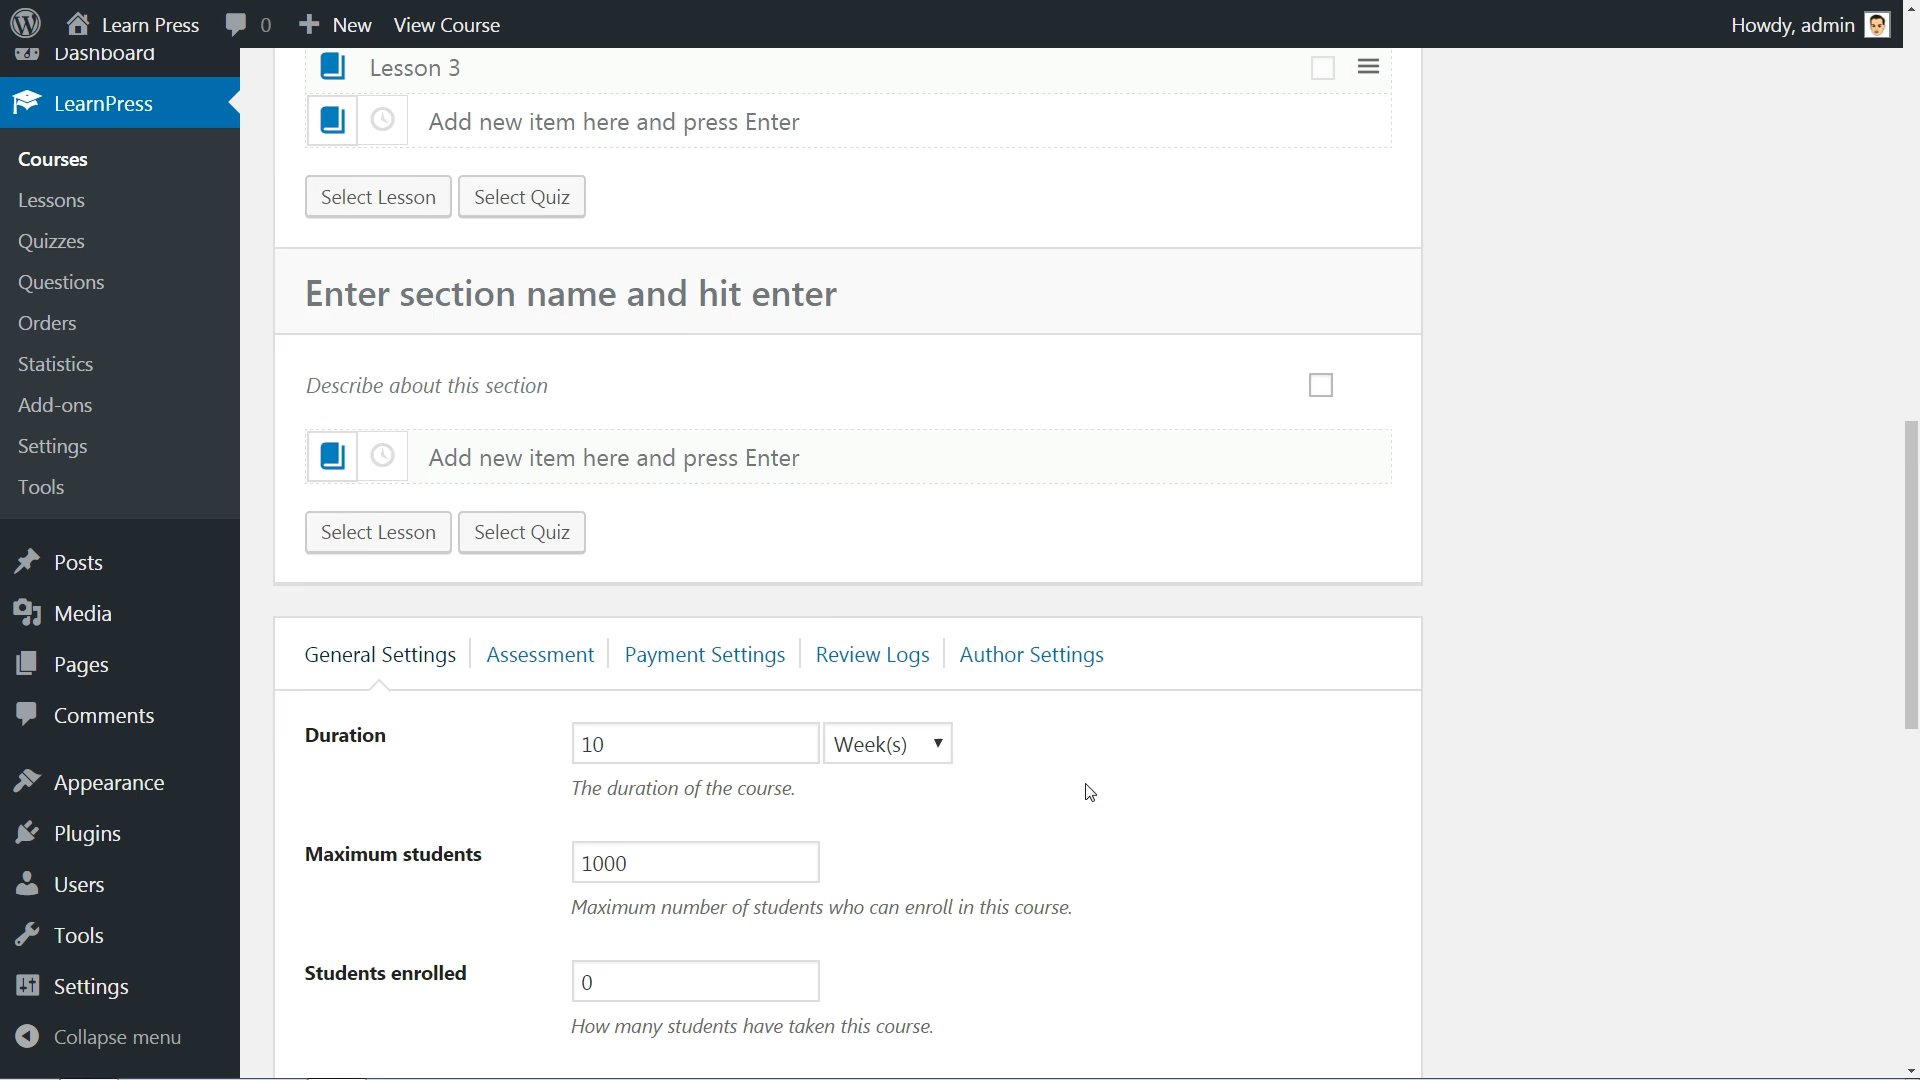 Learn Press 0 New View Course Howdy, admin
Dashboard
LearnPress
Courses
Lessons
Quizzes
Questions
Orders
Statistics
Add-ons
Settings
Tools
Posts
Media
Pages
Comments
Appearance
Plugins
Users
Tools
Settings
Collapse menu
Lesson 3
Add new item here and press Enter
Select Lesson Select Quiz
Enter section name and hit enter
Describe about this section
Add new item here and press Enter
Select Lesson Select Quiz
General Settings Assessment Payment Settings Review Logs Author Settings
Duration 10 Week(s)
The duration of the course.
Maximum students 1000
Maximum number of students who can enroll in this course.
Students enrolled 0
How many students have taken this course.